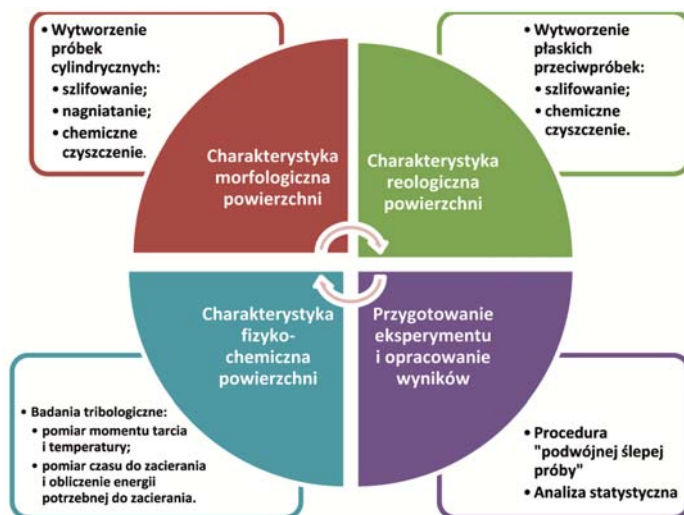 • Wytworzenie
próbek
cylindrycznych:
• szlifowanie;
• nagniatanie;
• chemiczne
czyszczenie.
Charakterystyka
morfologiczna
powierzchni
• Wytworzenie
płaskich
przeciwpróbek:
• szlifowanie;
• chemiczne
czyszczenie.
Charakterystyka
reologiczna
powierzchni
Charakterystyka
fizyko-
chemiczna
powierzchni
• Badania tribologiczne:
• pomiar momentu tarcia
i temperatury;
• pomiar czasu do zacierania
i obliczenie energii
potrzebnej do zacierania.
Przygotowanie
eksperymentu
i opracowanie
wyników
• Procedura
"podwójnej ślepej
próby"
• Analiza statystyczna